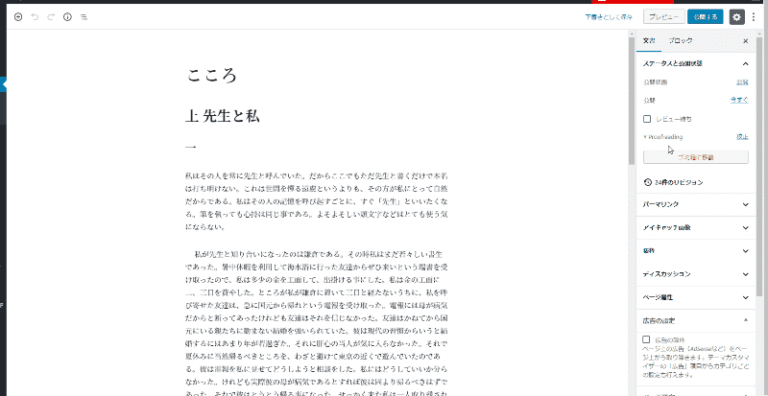 下書きとして保存
プレビュー
公開する
こころ
上 先生と私
一
私はその人を常に先生と呼んでいた。だからここでもただ先生と書くだけで本名
は打ち明けない。これは世間を憚る遠慮というよりも、その方が私にとって自然
だからである。私はその人の記憶を呼び起すごとに、すぐ「先生」といいたくな
る。筆を執っても心持は同じ事である。よそよそしい頭文字などはとても使う気
にならない。
私が先生と知り合いになったのは鎌倉である。その時私はまだ若々しい書生
であった。暑中休暇を利用して海水浴に行った友達からぜひ来いという端書を受
け取ったので、私は多少の金を工面して、出掛ける事にした。私は金の工面に
二、三日を費やした。ところが私が鎌倉に着いて三日と経たないうちに、私を呼
び寄せた友達は、急に国元から帰れという電報を受け取った。電報には母が病気
だからと断ってあったけれども友達はそれを信じなかった。友達はかねてから国
元にいる親たちに勧まない結婚を強いられていた。彼は現代の習慣からいうと結
婚するにはあまり年が若過ぎた。それに肝心の当人が気に入らなかった。それで
夏休みに当然帰るべきところを、わざと避けて東京の近くで遊んでいたのであ
る。彼は電報を私に見せてどうしようと相談をした。私にはどうしていいか分ら
なかった。けれども実際彼の母が病気であるとすれば彼は固より帰るべきはずで
あった。それで彼はとうとう帰る事になった。せっかく来た私は一人取り残され
文書
ブロック
ステータスと公開状態
公開状態
公開
公開
今すぐ
レビュー待ち
Y Proofreading
校正
ゴミ箱へ移動
24件のリビジョン
パーマリンク
アイキャッチ画像
抜粋
ディスカッション
ページ属性
広告の設定
広告の除外
ページ上の広告（AdSenseなど）をペー
ジ上から取り除きます。テーマカスタマ
イザーの「広告」項目からカテゴリごと
の設定も行えます。